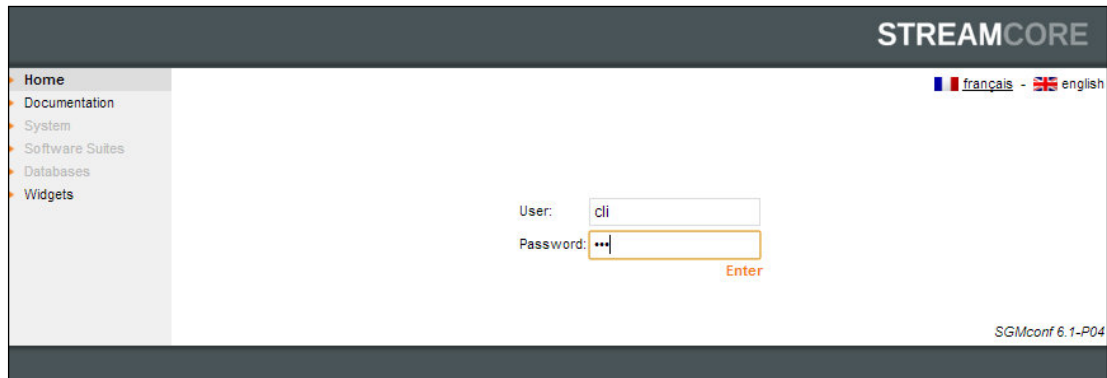 STREAMCORE
Home
Documentation
System
Software Suites
Databases
Widgets
français - english
User: cli
Password: •••
Enter
SGMconf 6.1-P04